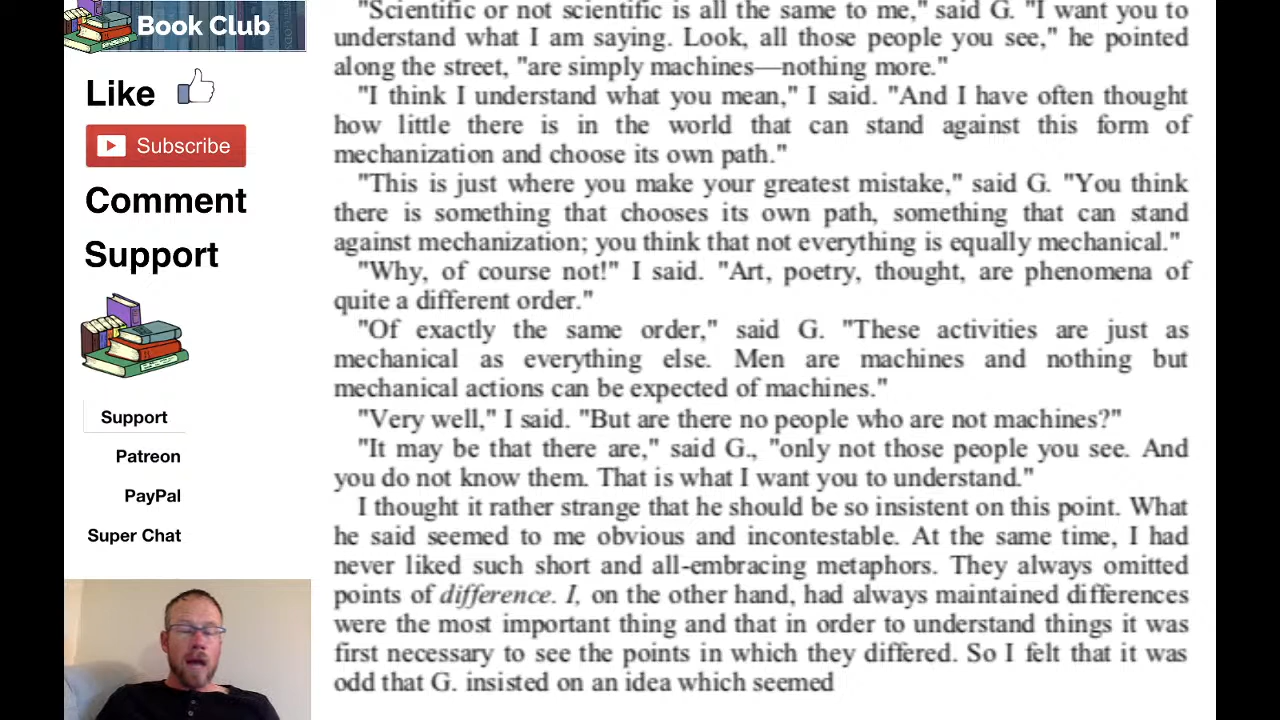 Book Club
Like
Subscribe
Comment
Support
Support
Patreon
PayPal
Super Chat
"Scientific or not scientific is all the same to me," said G. "I want you to
understand what I am saying. Look, all those people you see," he pointed
along the street, "are simply machines—nothing more."
"I think I understand what you mean," I said. "And I have often thought
how little there is in the world that can stand against this form of
mechanization and choose its own path."
"This is just where you make your greatest mistake," said G. "You think
there is something that chooses its own path, something that can stand
against mechanization; you think that not everything is equally mechanical."
"Why, of course not!" I said. "Art, poetry, thought, are phenomena of
quite a different order."
"Of exactly the same order," said G. "These activities are just as
mechanical as everything else. Men are machines and nothing but
mechanical actions can be expected of machines."
"Very well," I said. "But are there no people who are not machines?"
"It may be that there are," said G., "only not those people you see. And
you do not know them. That is what I want you to understand."
I thought it rather strange that he should be so insistent on this point. What
he said seemed to me obvious and incontestable. At the same time, I had
never liked such short and all-embracing metaphors. They always omitted
points of difference. I, on the other hand, had always maintained differences
were the most important thing and that in order to understand things it was
first necessary to see the points in which they differed. So I felt that it was
odd that G. insisted on an idea which seemed